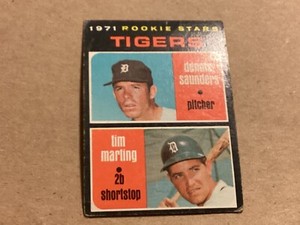 1971 ROOKIE STARS
TIGERS
dennis
saunders
• pitcher
tim
marting
• 2b
shortstop